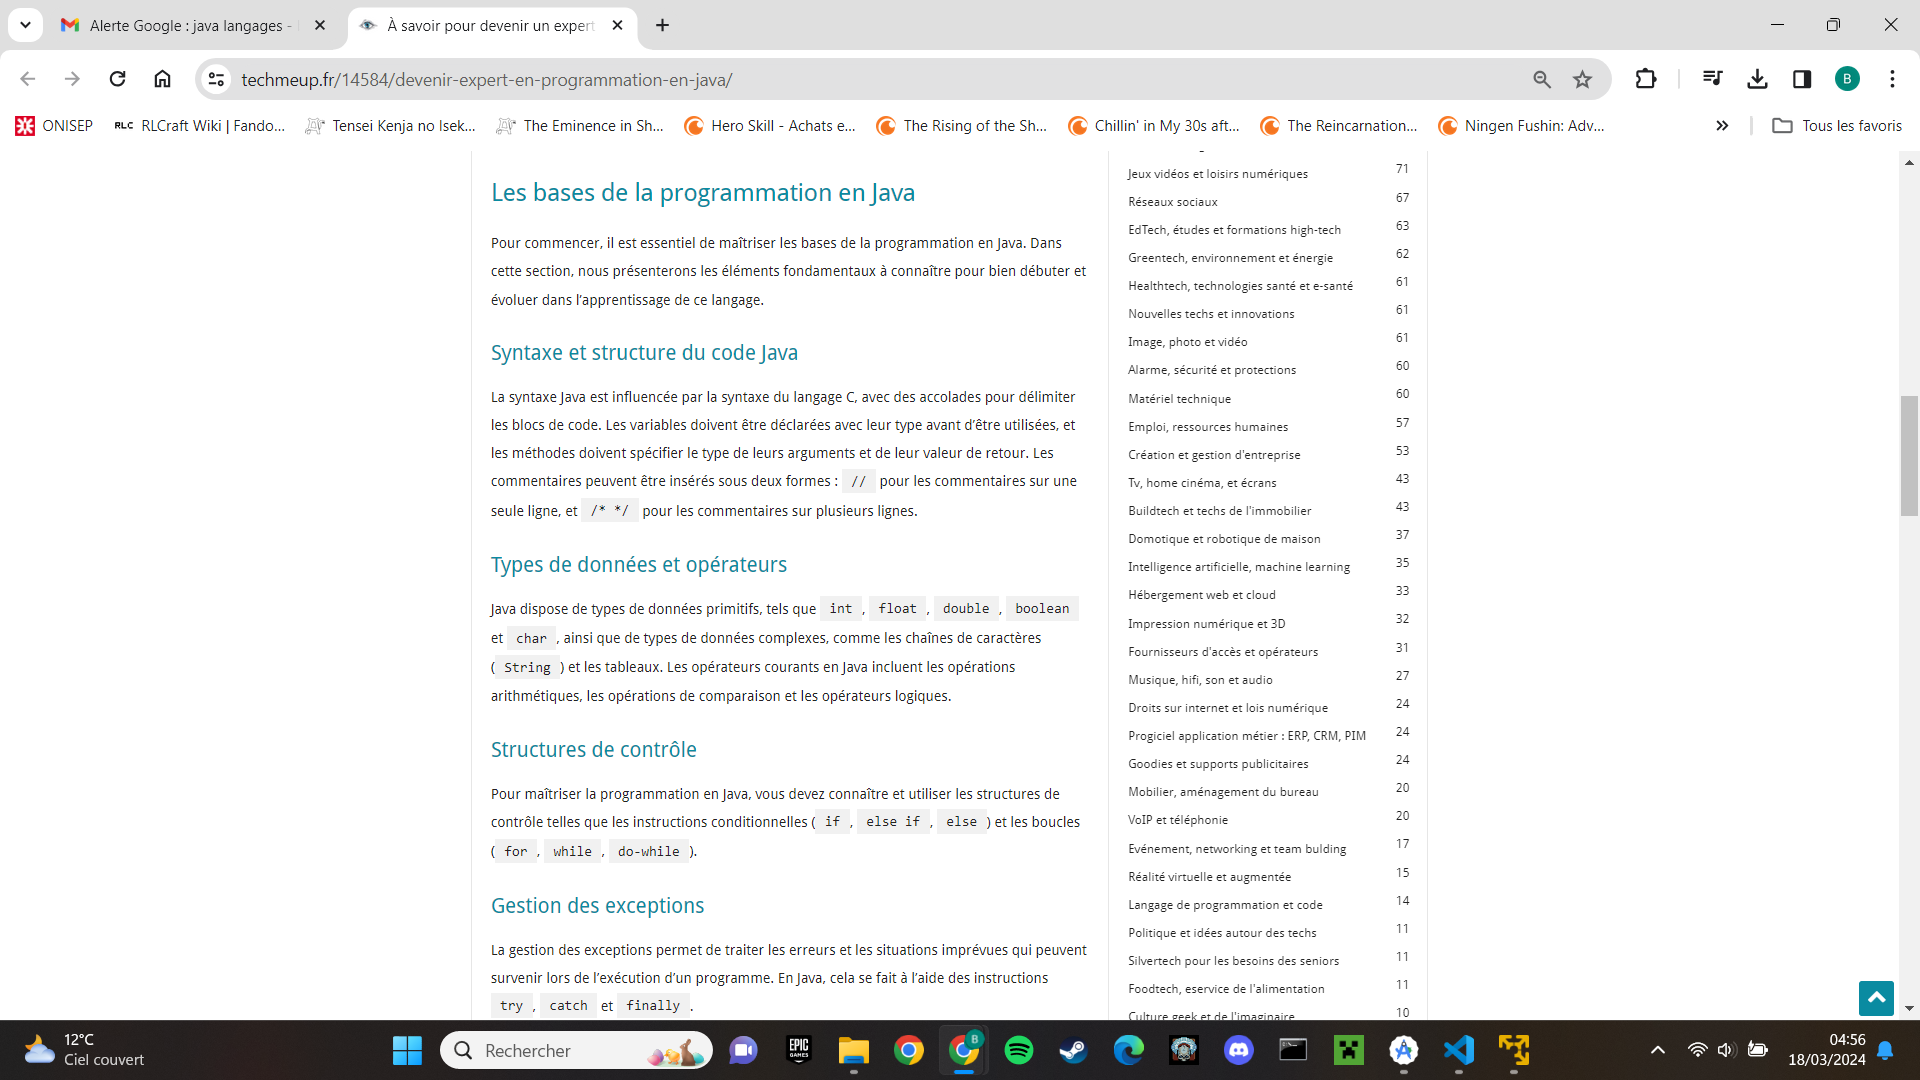 Alerte Google : java langages -
À savoir pour devenir un expert
techmeup.fr/14584/devenir-expert-en-programmation-en-java/
B
ONISEP
RLC RLCraft Wiki | Fando...
Tensei Kenja no Isek...
The Eminence in Sh...
Hero Skill - Achats e...
The Rising of the Sh...
Chillin' in My 30s aft...
The Reincarnation...
Ningen Fushin: Adv...
Tous les favoris
Les bases de la programmation en Java
Pour commencer, il est essentiel de maîtriser les bases de la programmation en Java. Dans
cette section, nous présenterons les éléments fondamentaux à connaître pour bien débuter et
évoluer dans l'apprentissage de ce langage.
Syntaxe et structure du code Java
La syntaxe Java est influencée par la syntaxe du langage C, avec des accolades pour délimiter
les blocs de code. Les variables doivent être déclarées avec leur type avant d'être utilisées, et
les méthodes doivent spécifier le type de leurs arguments et de leur valeur de retour. Les
commentaires peuvent être insérés sous deux formes : // pour les commentaires sur une
seule ligne, et /* */ pour les commentaires sur plusieurs lignes.
Types de données et opérateurs
Java dispose de types de données primitifs, tels que int , float , double , boolean
et char , ainsi que de types de données complexes, comme les chaînes de caractères
( String ) et les tableaux. Les opérateurs courants en Java incluent les opérations
arithmétiques, les opérations de comparaison et les opérateurs logiques.
Structures de contrôle
Pour maîtriser la programmation en Java, vous devez connaître et utiliser les structures de
contrôle telles que les instructions conditionnelles ( if , else if , else ) et les boucles
( for , while , do-while ).
Gestion des exceptions
La gestion des exceptions permet de traiter les erreurs et les situations imprévues qui peuvent
survenir lors de l'exécution d'un programme. En Java, cela se fait à l'aide des instructions
try , catch et finally .
Jeux vidéos et loisirs numériques 71
Réseaux sociaux 67
EdTech, études et formations high-tech 63
Greentech, environnement et énergie 62
Healthtech, technologies santé et e-santé 61
Nouvelles techs et innovations 61
Image, photo et vidéo 61
Alarme, sécurité et protections 60
Matériel technique 60
Emploi, ressources humaines 57
Création et gestion d'entreprise 53
Tv, home cinéma, et écrans 43
Buildtech et techs de l'immobilier 43
Domotique et robotique de maison 37
Intelligence artificielle, machine learning 35
Hébergement web et cloud 33
Impression numérique et 3D 32
Fournisseurs d'accès et opérateurs 31
Musique, hifi, son et audio 27
Droits sur internet et lois numérique 24
Progiciel application métier : ERP, CRM, PIM 24
Goodies et supports publicitaires 24
Mobilier, aménagement du bureau 20
VoIP et téléphonie 20
Evénement, networking et team bulding 17
Réalité virtuelle et augmentée 15
Langage de programmation et code 14
Politique et idées autour des techs 11
Silvertech pour les besoins des seniors 11
Foodtech, eservice de l'alimentation 11
Culture geek et de l'imaginaire 10
12°C
Ciel couvert
Rechercher
EPIC
GAMES
B
04:56
18/03/2024